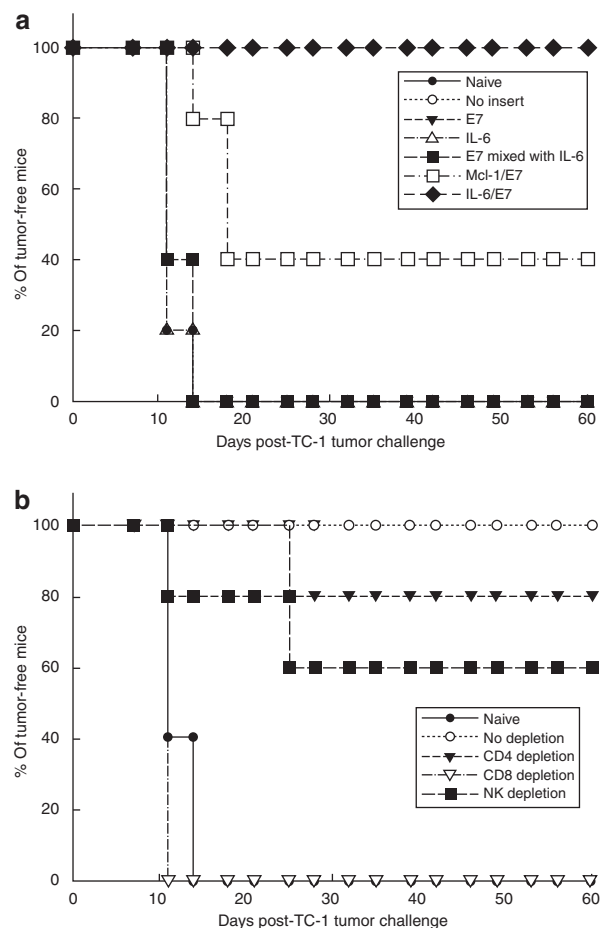 a
100
80
60
40
20
0
% Of tumor-free mice
Naive
No insert
E7
IL-6
E7 mixed with IL-6
Mcl-1/E7
IL-6/E7
0 10 20 30 40 50 60
Days post-TC-1 tumor challenge
b
100
80
60
40
20
0
% Of tumor-free mice
Naive
No depletion
CD4 depletion
CD8 depletion
NK depletion
0 10 20 30 40 50 60
Days post-TC-1 tumor challenge